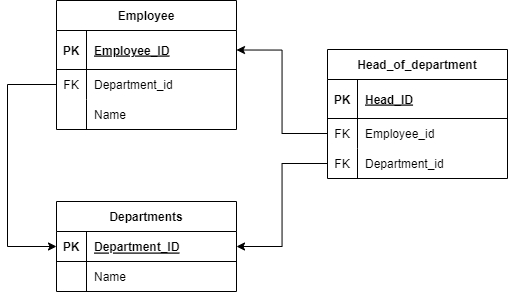 Employee
PK Employee_ID
FK Department_id
Name
Head_of_department
PK Head_ID
FK Employee_id
FK Department_id
Departments
PK Department_ID
Name